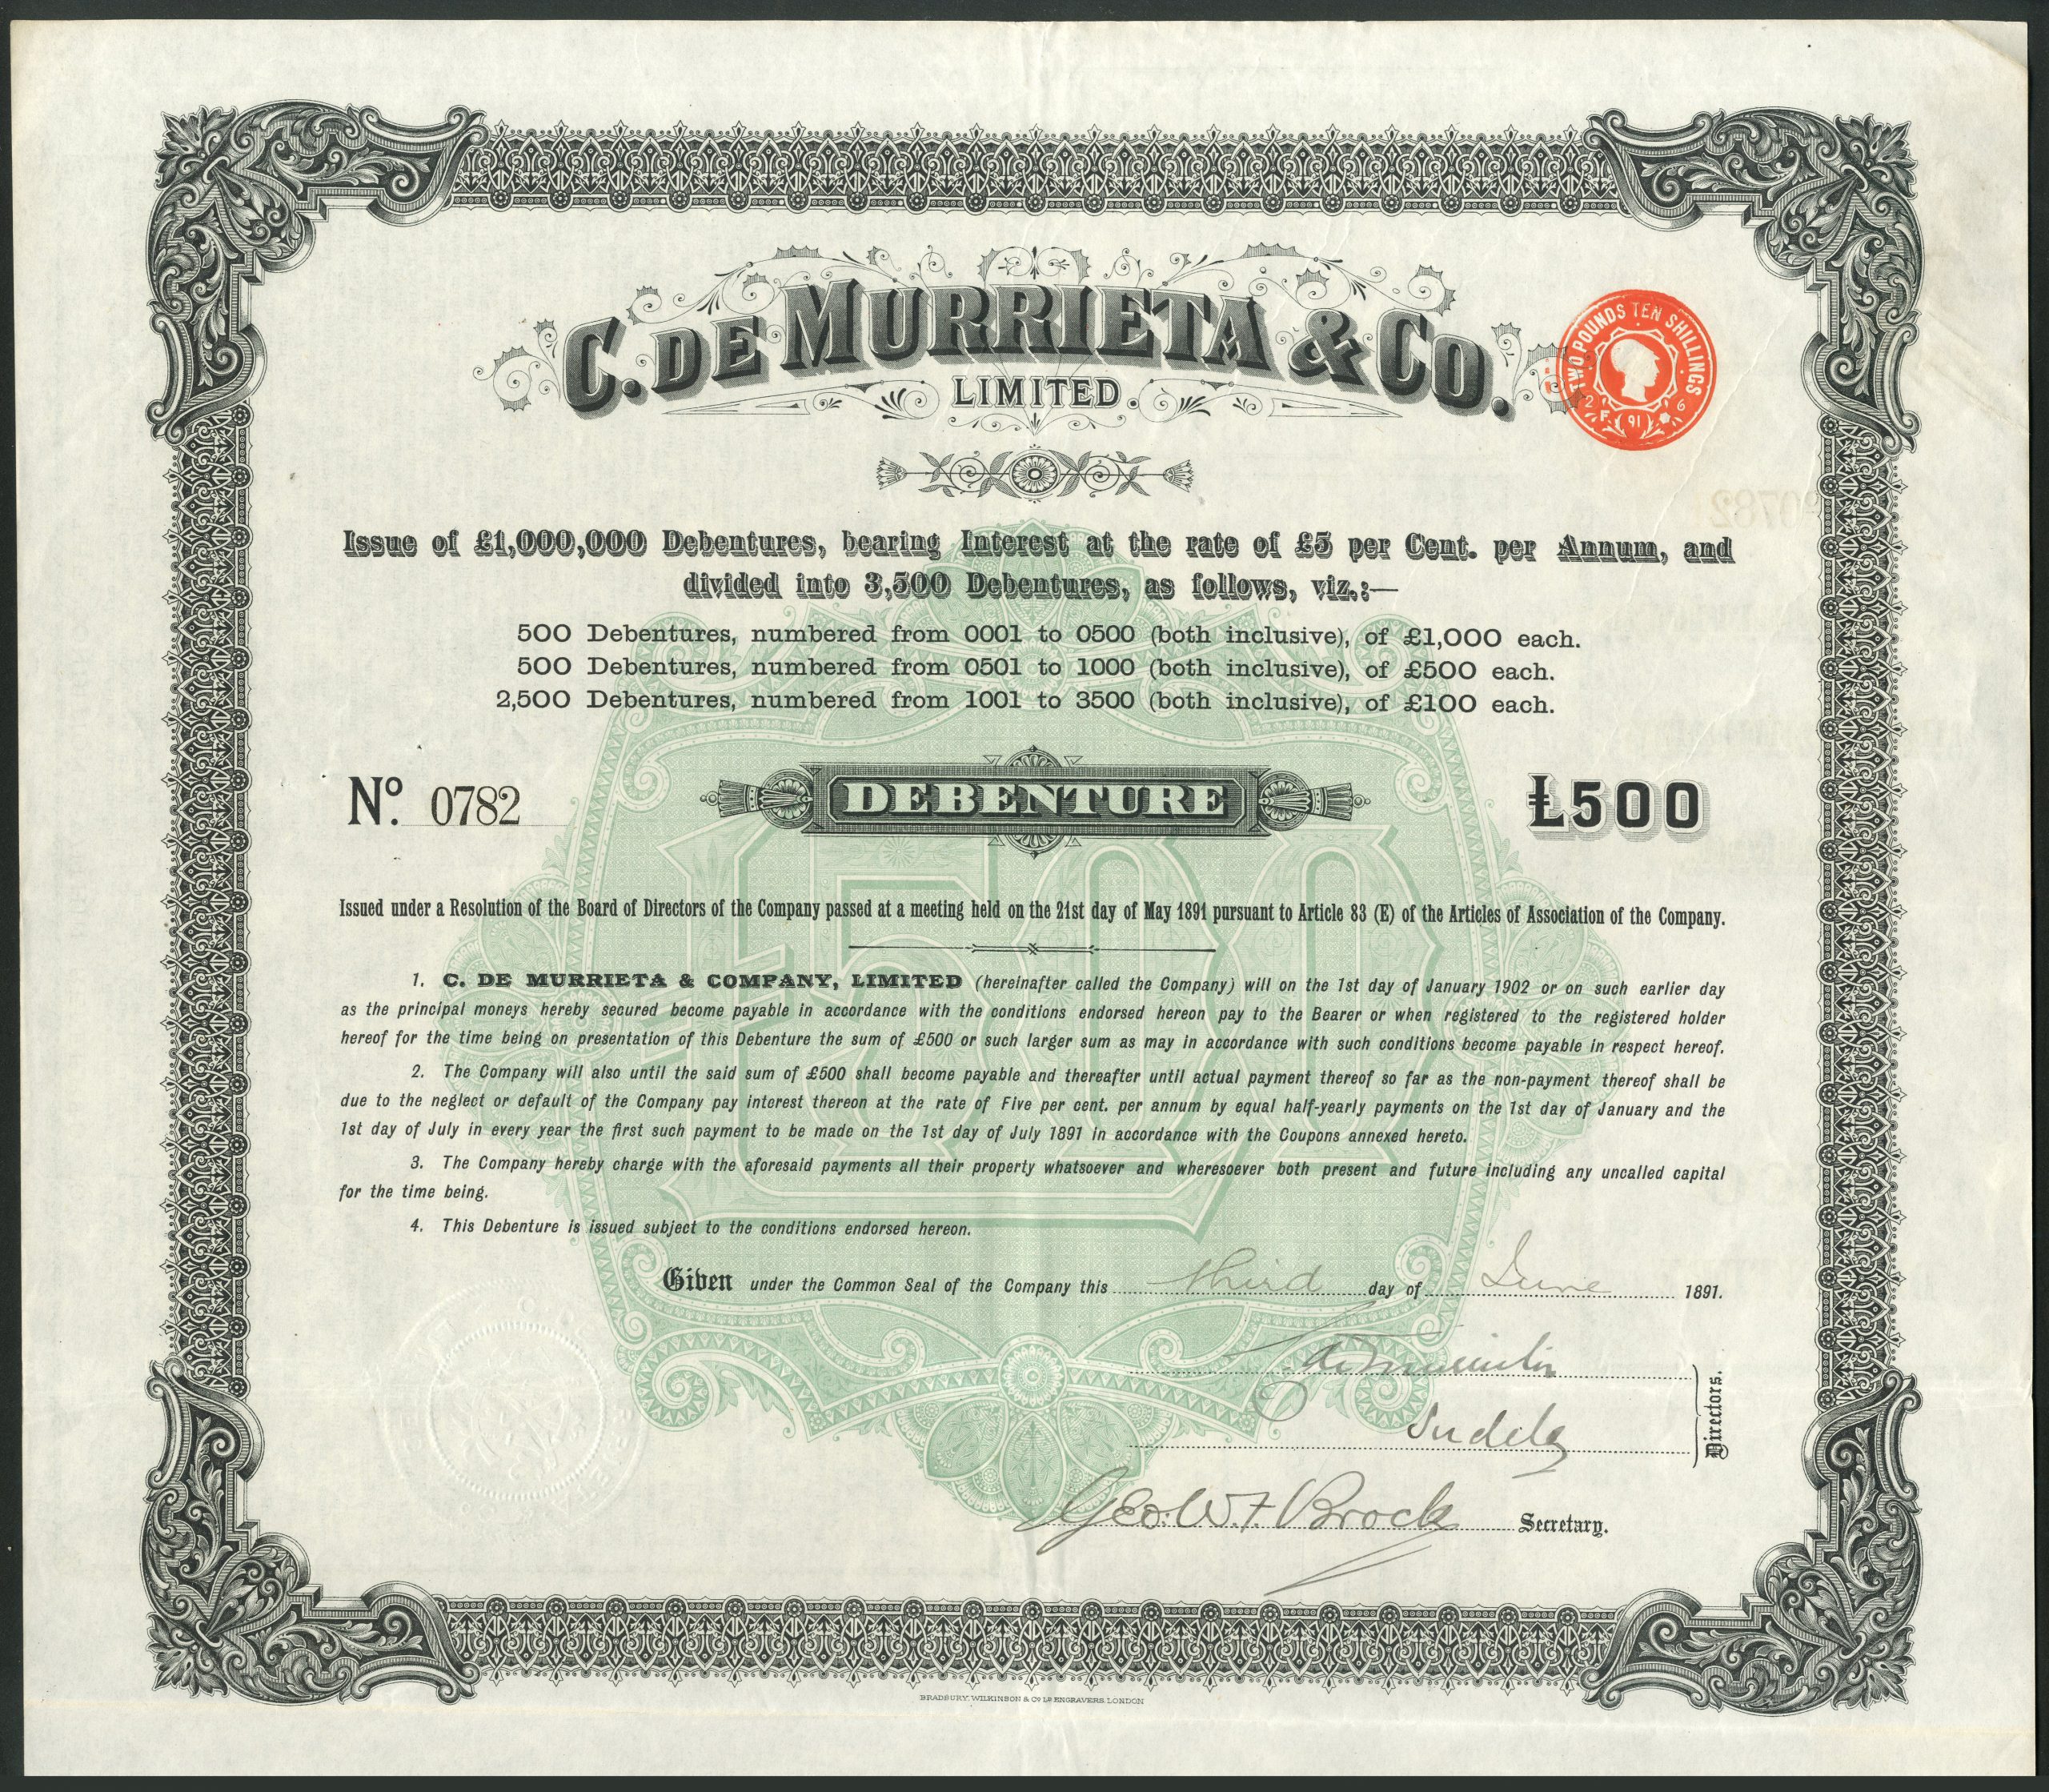 C. DE MURRIETA & CO.
LIMITED.
TWO POUNDS TEN SHILLINGS
2 F. (91) 6
Issue of £1,000,000 Debentures, bearing Interest at the rate of £5 per Cent. per Annum, and
divided into 3,500 Debentures, as follows, viz.:—
500 Debentures, numbered from 0001 to 0500 (both inclusive), of £1,000 each.
500 Debentures, numbered from 0501 to 1000 (both inclusive), of £500 each.
2,500 Debentures, numbered from 1001 to 3500 (both inclusive), of £100 each.
No. 0782 DEBENTURE £500
£500
Issued under a Resolution of the Board of Directors of the Company passed at a meeting held on the 21st day of May 1891 pursuant to Article 83 (E) of the Articles of Association of the Company.
1. C. DE MURRIETA & COMPANY, LIMITED (hereinafter called the Company) will on the 1st day of January 1902 or on such earlier day
as the principal moneys hereby secured become payable in accordance with the conditions endorsed hereon pay to the Bearer or when registered to the registered holder
hereof for the time being on presentation of this Debenture the sum of £500 or such larger sum as may in accordance with such conditions become payable in respect hereof.
2. The Company will also until the said sum of £500 shall become payable and thereafter until actual payment thereof so far as the non-payment thereof shall be
due to the neglect or default of the Company pay interest thereon at the rate of Five per cent. per annum by equal half-yearly payments on the 1st day of January and the
1st day of July in every year the first such payment to be made on the 1st day of July 1891 in accordance with the Coupons annexed hereto.
3. The Company hereby charge with the aforesaid payments all their property whatsoever and wheresoever both present and future including any uncalled capital
for the time being.
4. This Debenture is issued subject to the conditions endorsed hereon.
Given under the Common Seal of the Company this third day of June 1891.
Sudeley
Directors.
Geo. W. F. Brock Secretary.
BRADBURY, WILKINSON & Co. Ld. ENGRAVERS, LONDON